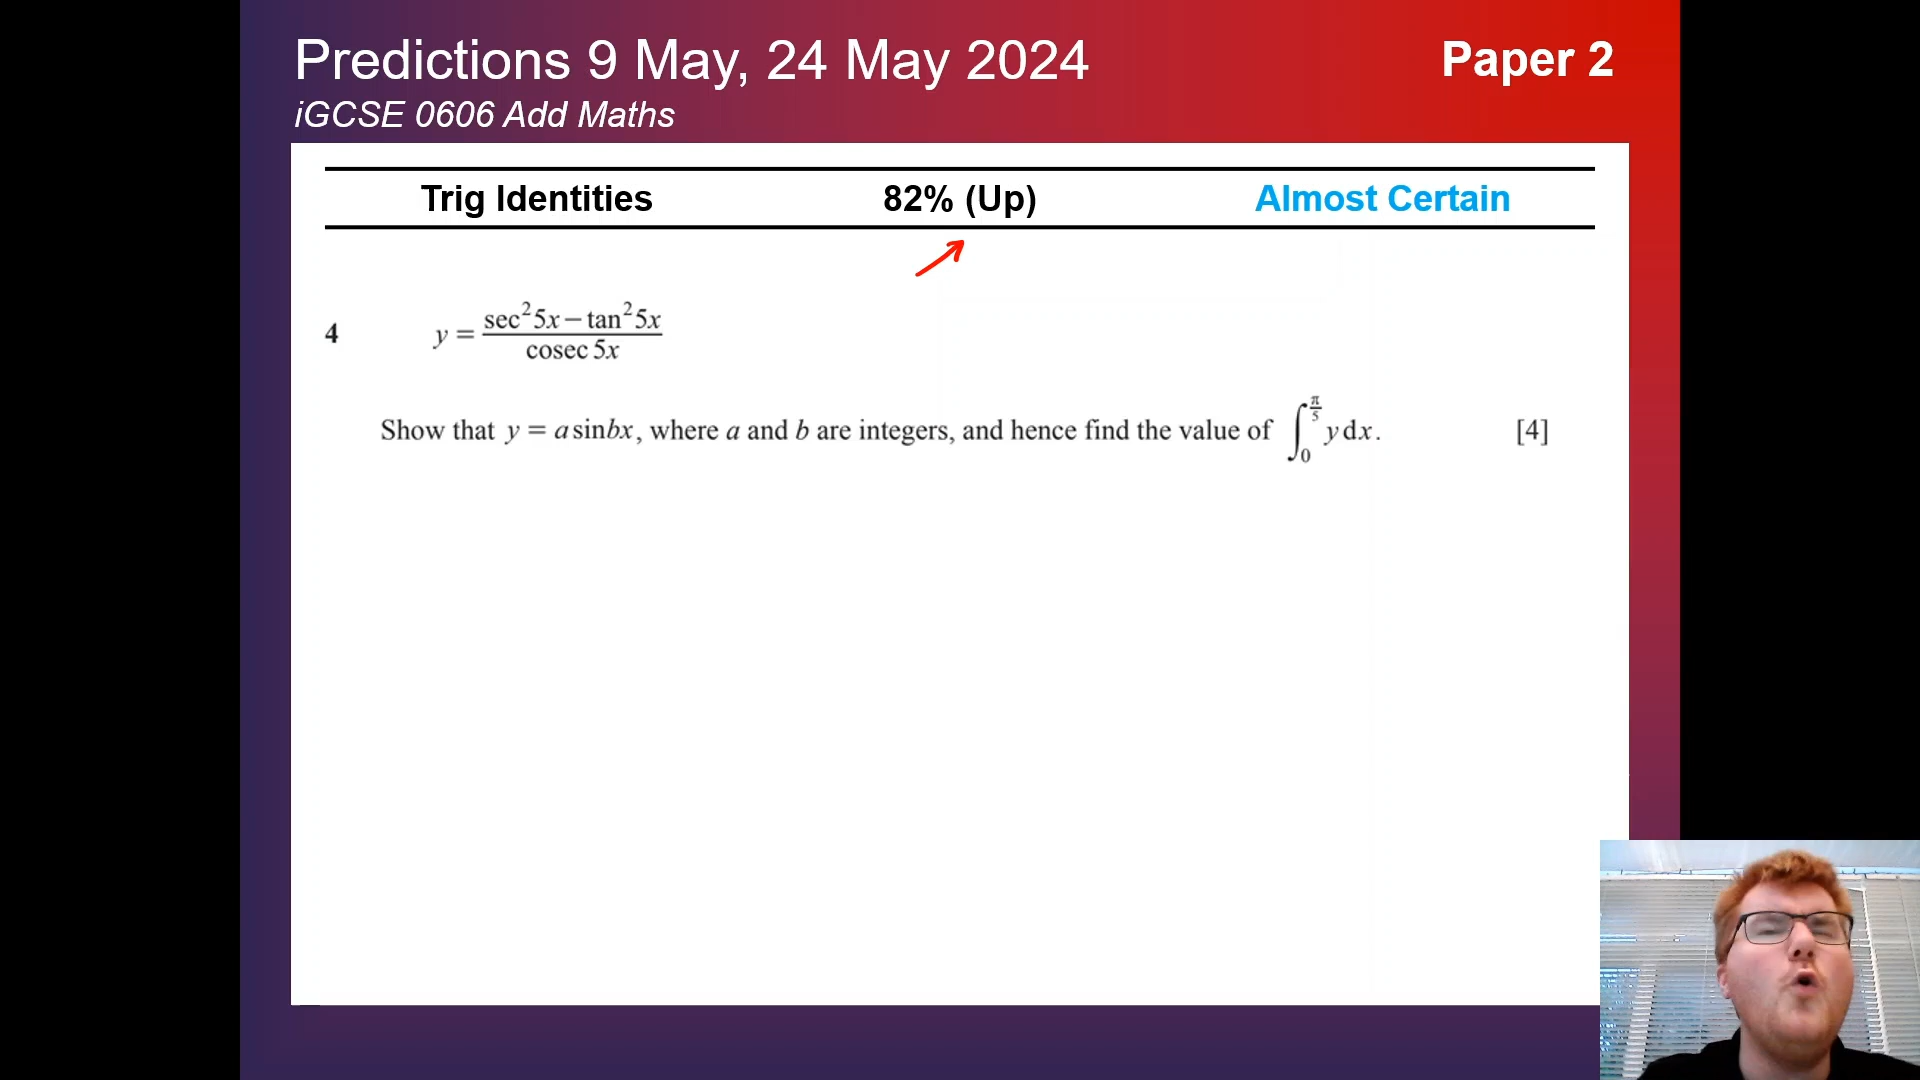 Predictions 9 May, 24 May 2024
Paper 2
iGCSE 0606 Add Maths
Trig Identities 82% (Up) Almost Certain
4 y = (sec²5x − tan²5x)/(cosec 5x)
Show that y = a sin bx, where a and b are integers, and hence find the value of ∫₀^(π/5) y dx. [4]